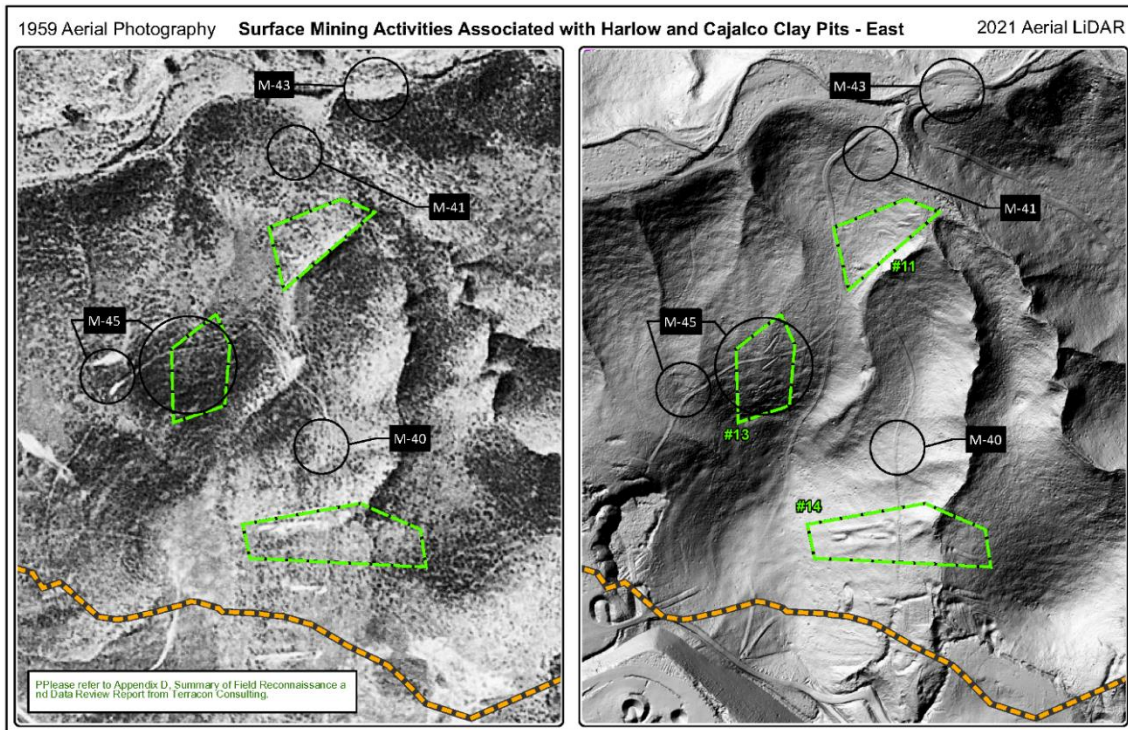 1959 Aerial Photography Surface Mining Activities Associated with Harlow and Cajalco Clay Pits - East 2021 Aerial LiDAR
M-43
M-41
M-45
M-40
PPlease refer to Appendix D, Summary of Field Reconnaissance a
nd Data Review Report from Terracon Consulting.
M-43
M-41
#11
M-45
#13
M-40
#14